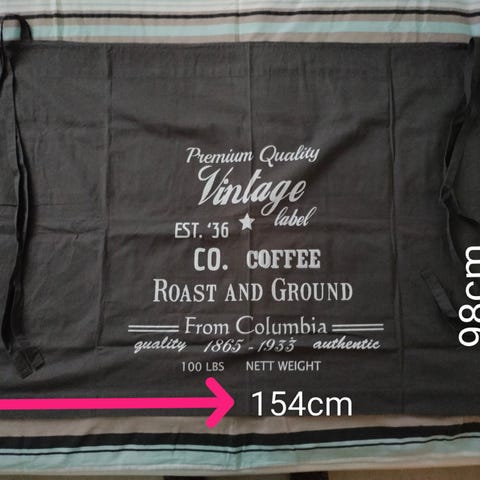 Premium Quality
Vintage
label
EST. '36
CO. COFFEE
ROAST AND GROUND
From Columbia
quality 1865 - 1933 authentic
100 LBS NETT WEIGHT
154cm
98cm